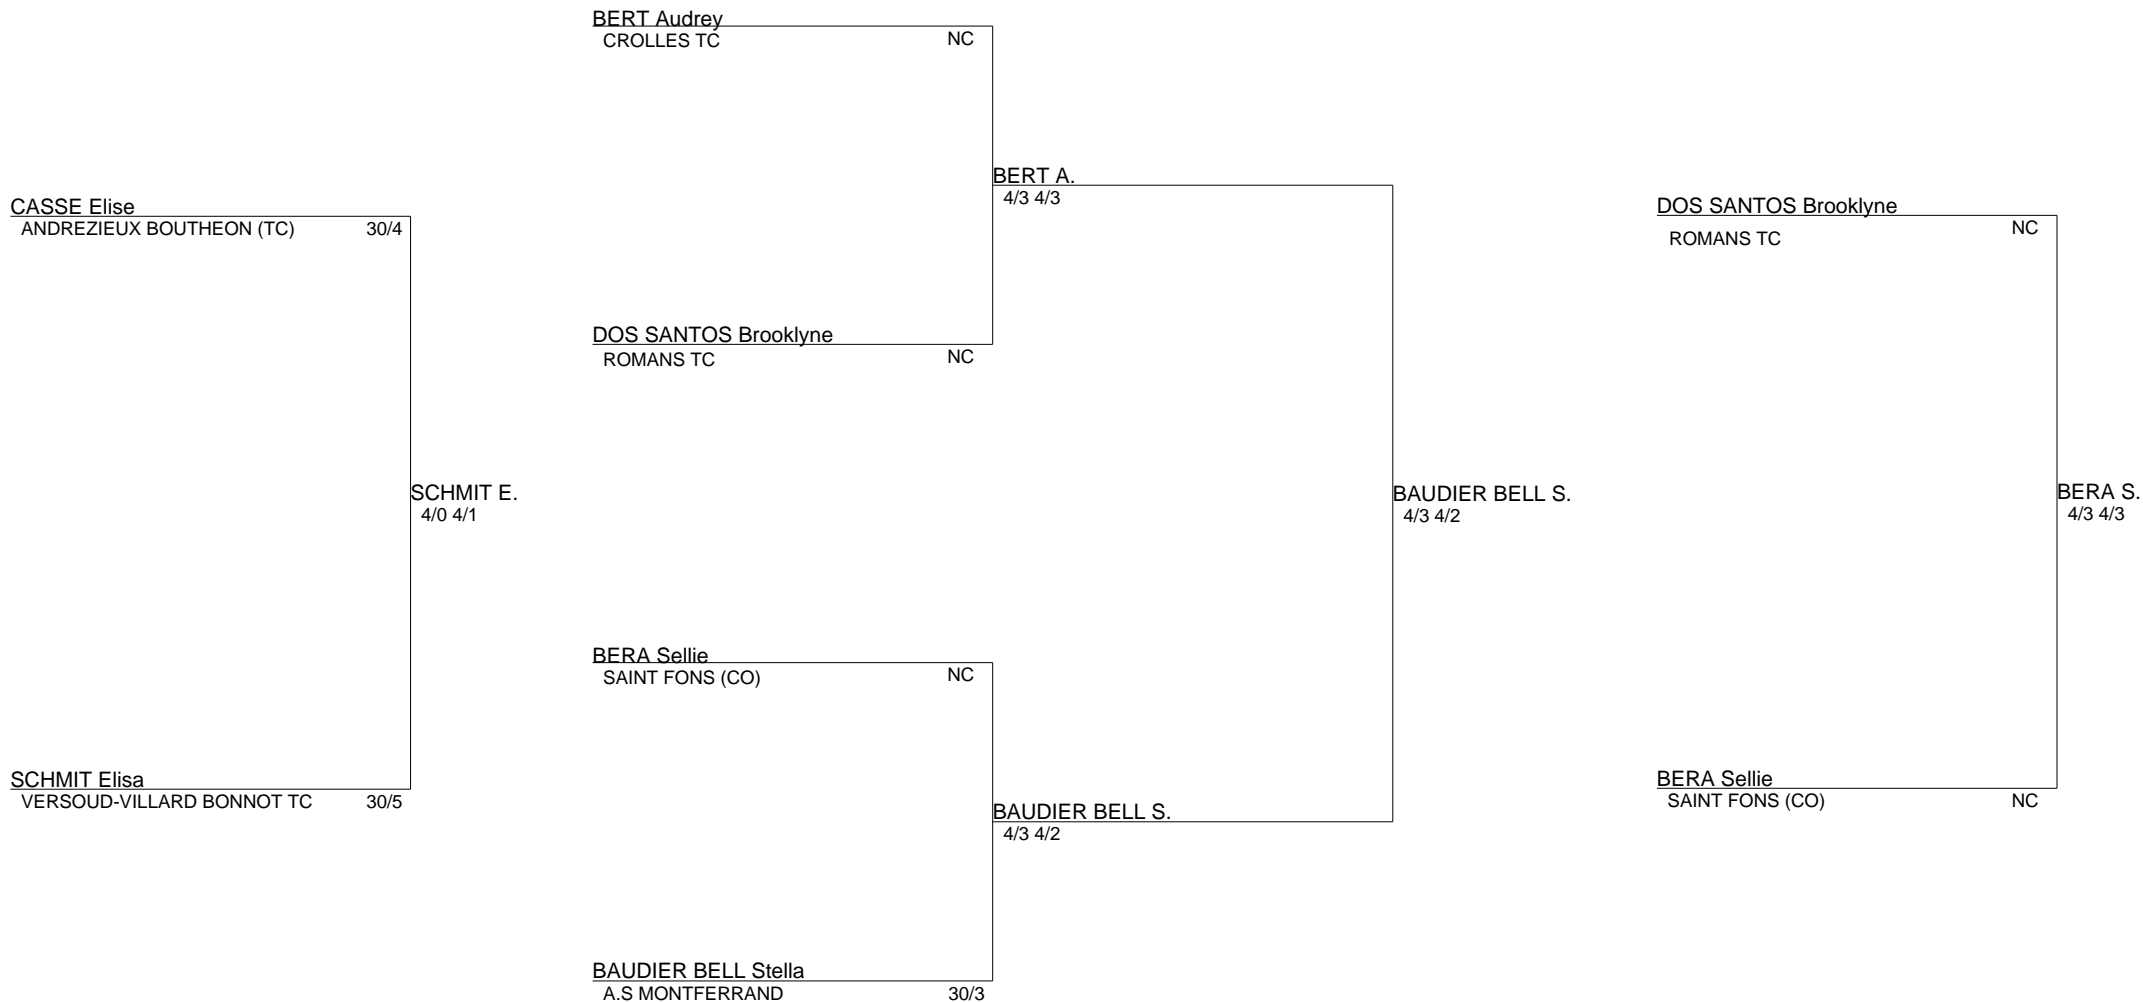 CASSE Elise
ANDREZIEUX BOUTHEON (TC) 30/4
SCHMIT E.
4/0 4/1
SCHMIT Elisa
VERSOUD-VILLARD BONNOT TC 30/5
BERT Audrey
CROLLES TC NC
BERT A.
4/3 4/3
DOS SANTOS Brooklyne
ROMANS TC NC
BAUDIER BELL S.
4/3 4/2
BERA Sellie
SAINT FONS (CO) NC
BAUDIER BELL S.
4/3 4/2
BAUDIER BELL Stella
A.S MONTFERRAND 30/3
DOS SANTOS Brooklyne
ROMANS TC NC
BERA S.
4/3 4/3
BERA Sellie
SAINT FONS (CO) NC